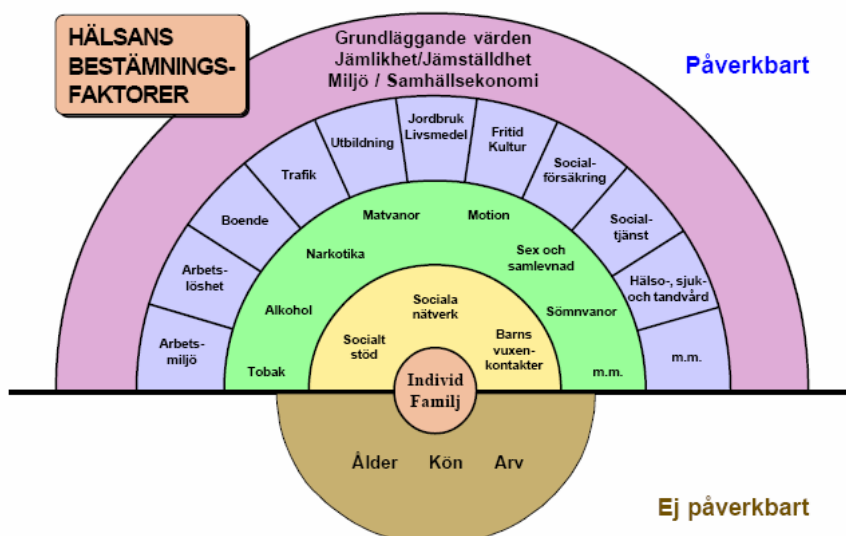 HÄLSANS
BESTÄMNINGS-
FAKTORER
Grundläggande värden
Jämlikhet/Jämställdhet
Miljö / Samhällsekonomi
Påverkbart
Arbets-
miljö
Arbets-
löshet
Boende
Trafik
Utbildning
Jordbruk
Livsmedel
Fritid
Kultur
Social-
försäkring
Social-
tjänst
Hälso-, sjuk-
och tandvård
m.m.
Tobak
Alkohol
Narkotika
Matvanor
Motion
Sex och
samlevnad
Sömnvanor
m.m.
Socialt
stöd
Sociala
nätverk
Barns
vuxen-
kontakter
Individ
Familj
Ålder Kön Arv
Ej påverkbart